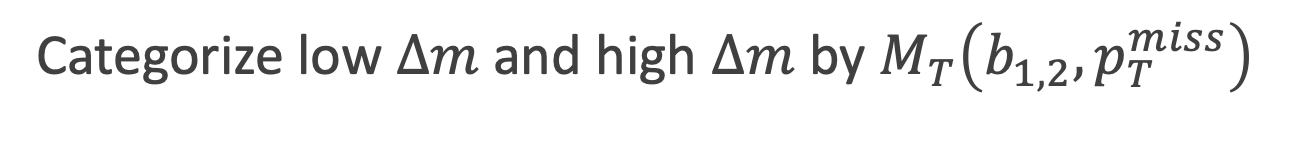 Categorize low Δm and high Δm by M_T(b_{1,2}, p_T^{miss})